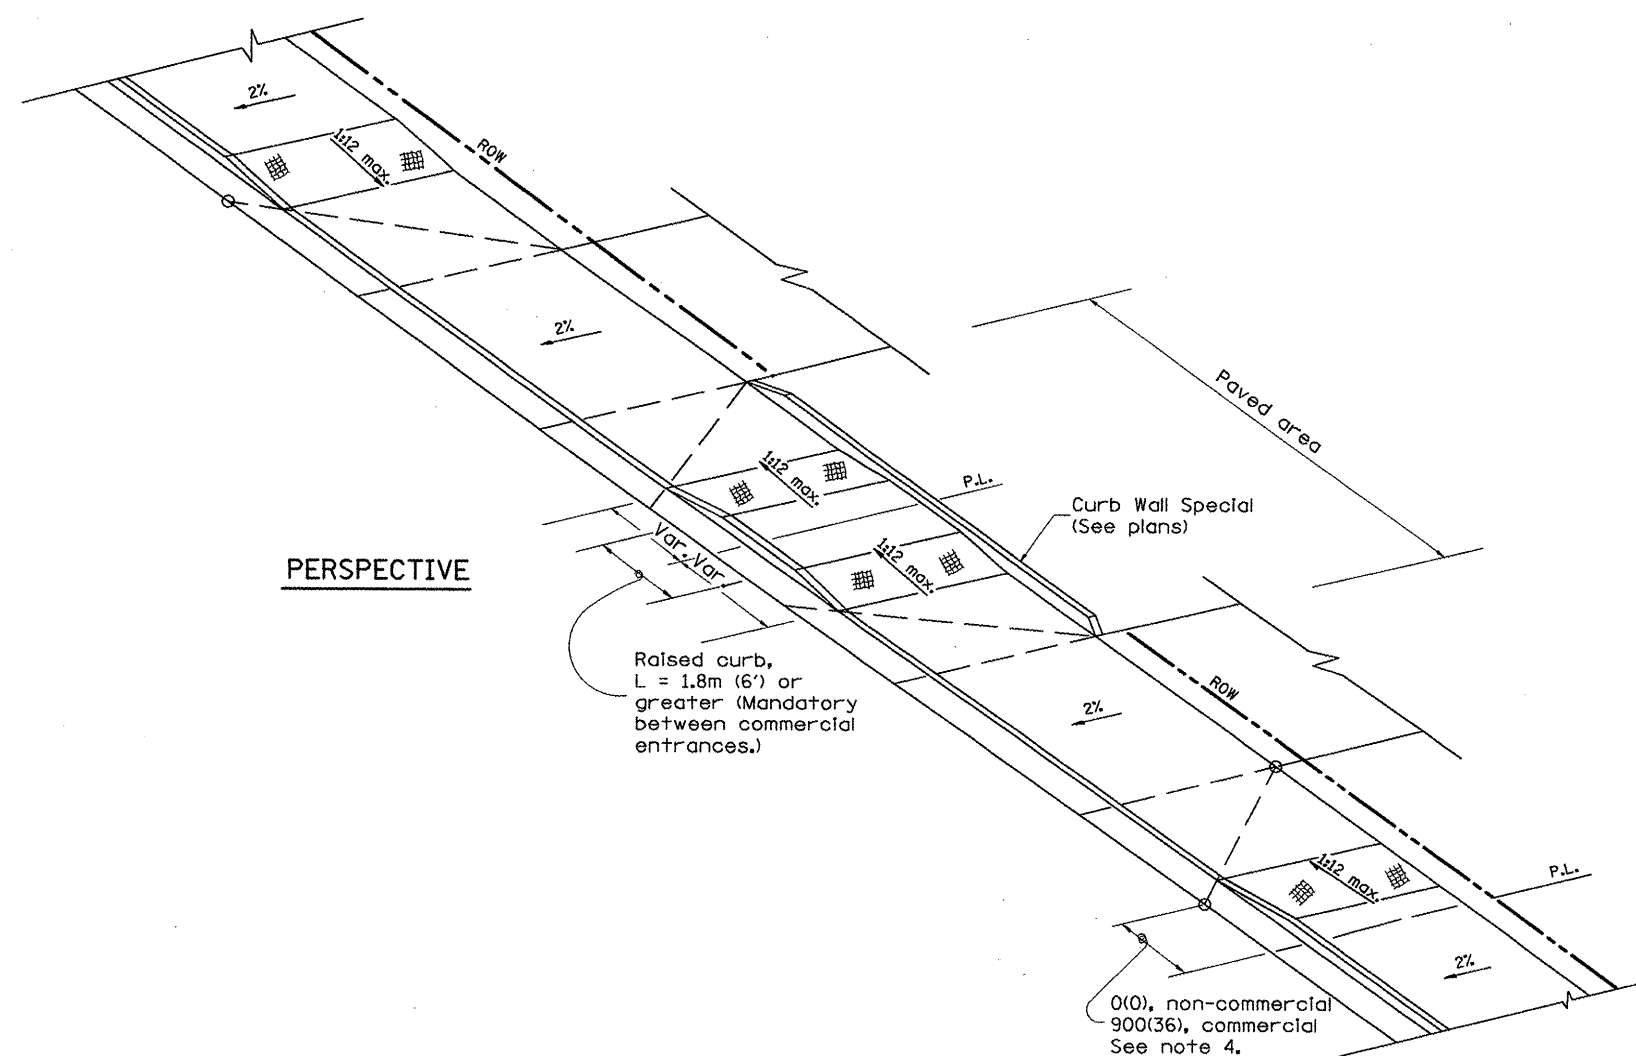 2%
1:12 max.
ROW
2%
Paved area
1:12 max.
P.L.
Curb Wall Special
(See plans)
1:12 max.
Var.
Var.
PERSPECTIVE
Raised curb,
L = 1.8m (6') or
greater (Mandatory
between commercial
entrances.)
ROW
2%
1:12 max.
P.L.
2%
0(0), non-commercial
900(36), commercial
See note 4.